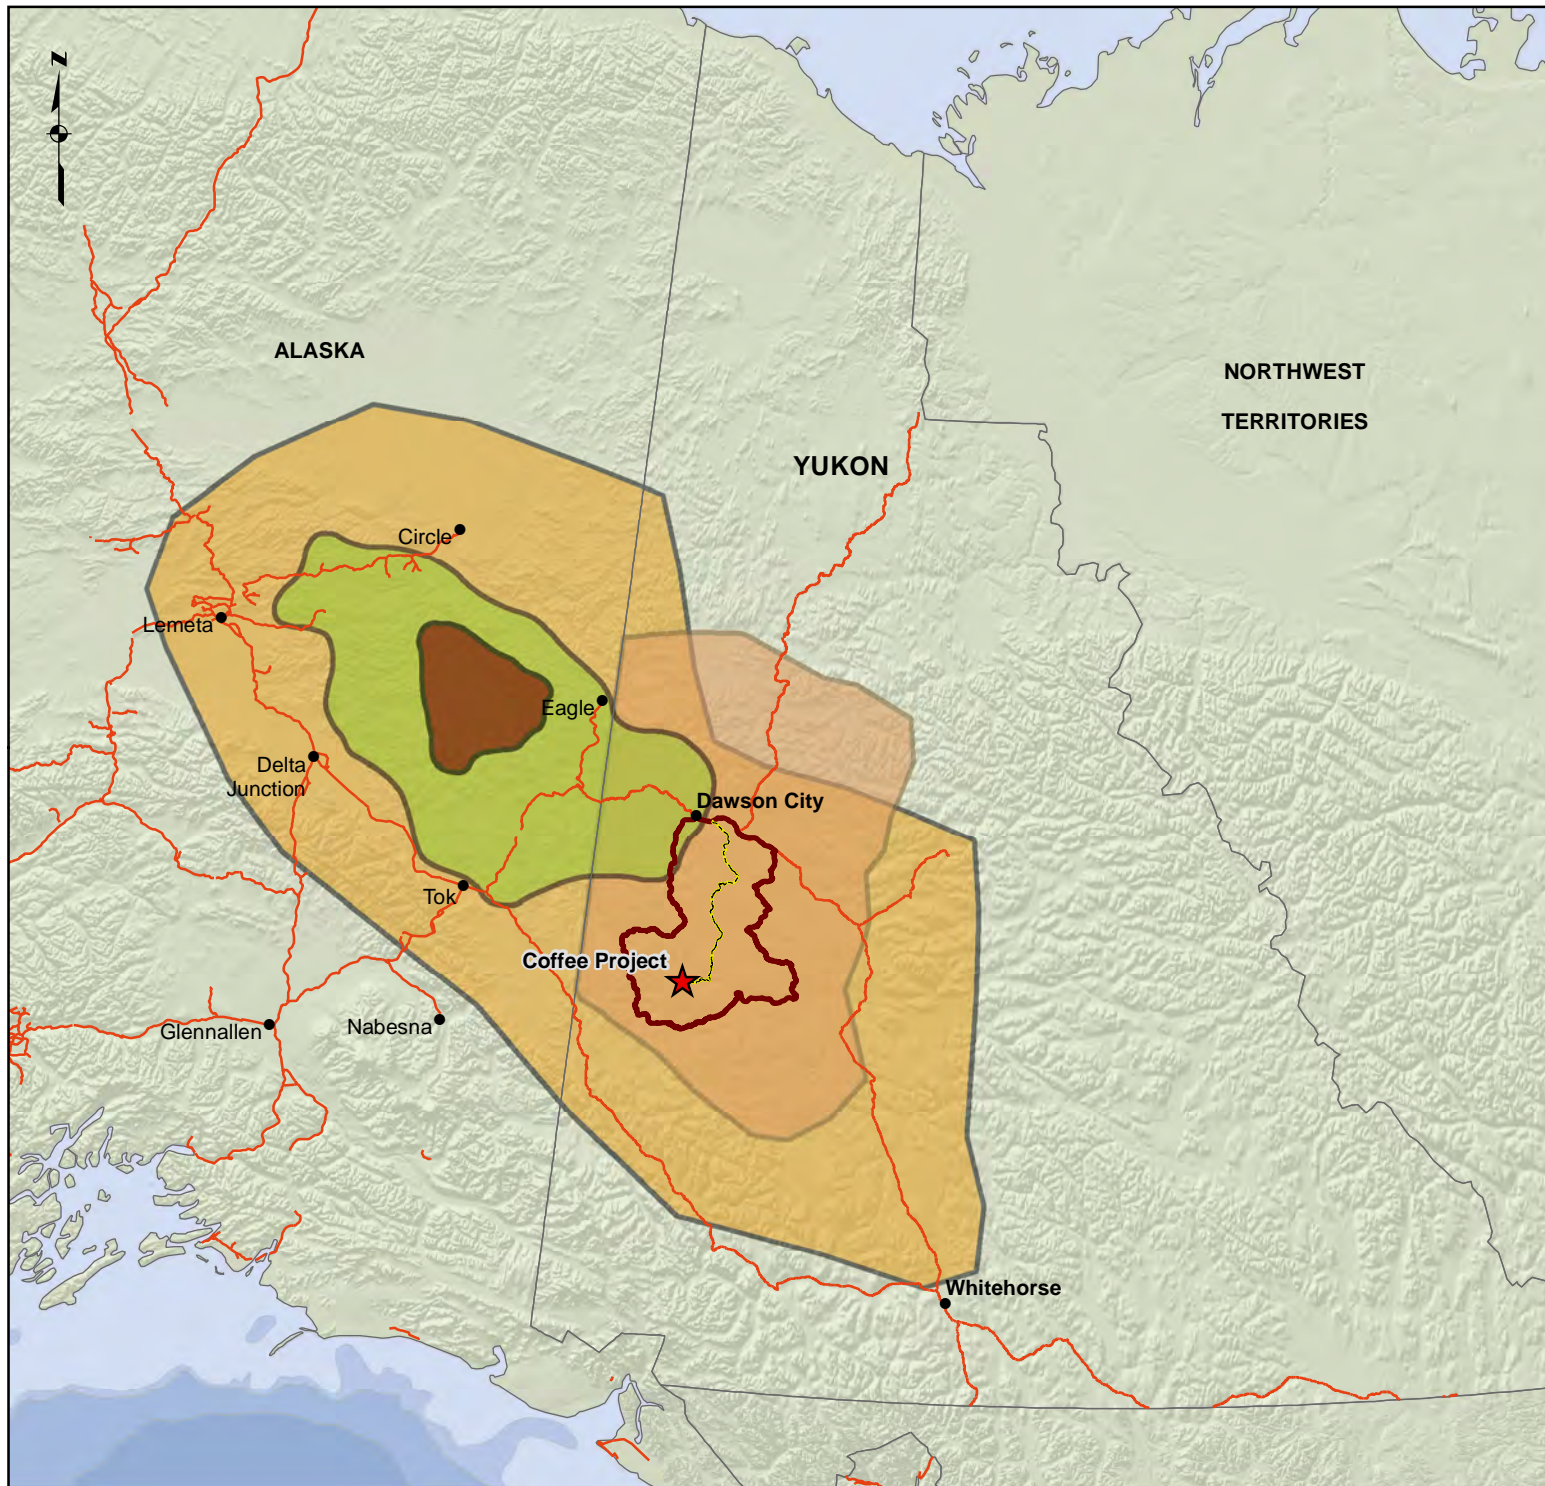 N
ALASKA
NORTHWEST
TERRITORIES
YUKON
Circle
Lemeta
Eagle
Delta
Junction
Dawson City
Tok
Coffee Project
Glennallen
Nabesna
Whitehorse